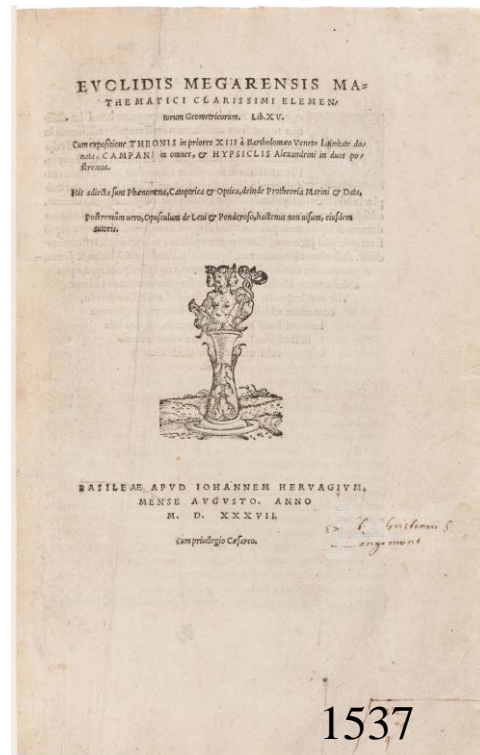 EVCLIDIS MEGARENSIS MA=
THEMATICI CLARISSIMI ELEMEN/
torum Geometricorum. Lib. XV.
Cum expositione THEONIS in priores XIII à Bartholomæo Veneto Latinitate do/
nata, CAMPANI in omnes, & HYPSICLIS Alexandrini in duos po/
stremos.
His adiecta sunt Phænomena, Catoptrica & Optica, deinde Protheoria Marini & Data,
Postremum uero, Opusculum de Leui & Ponderoso, hactenus non uisum, eiusdem
autoris.
BASILEAE APVD IOHANNEM HERVAGIVM,
MENSE AVGVSTO. ANNO
M. D. XXXVII.
Cum priuilegio Cæsareo.
Ex
1537